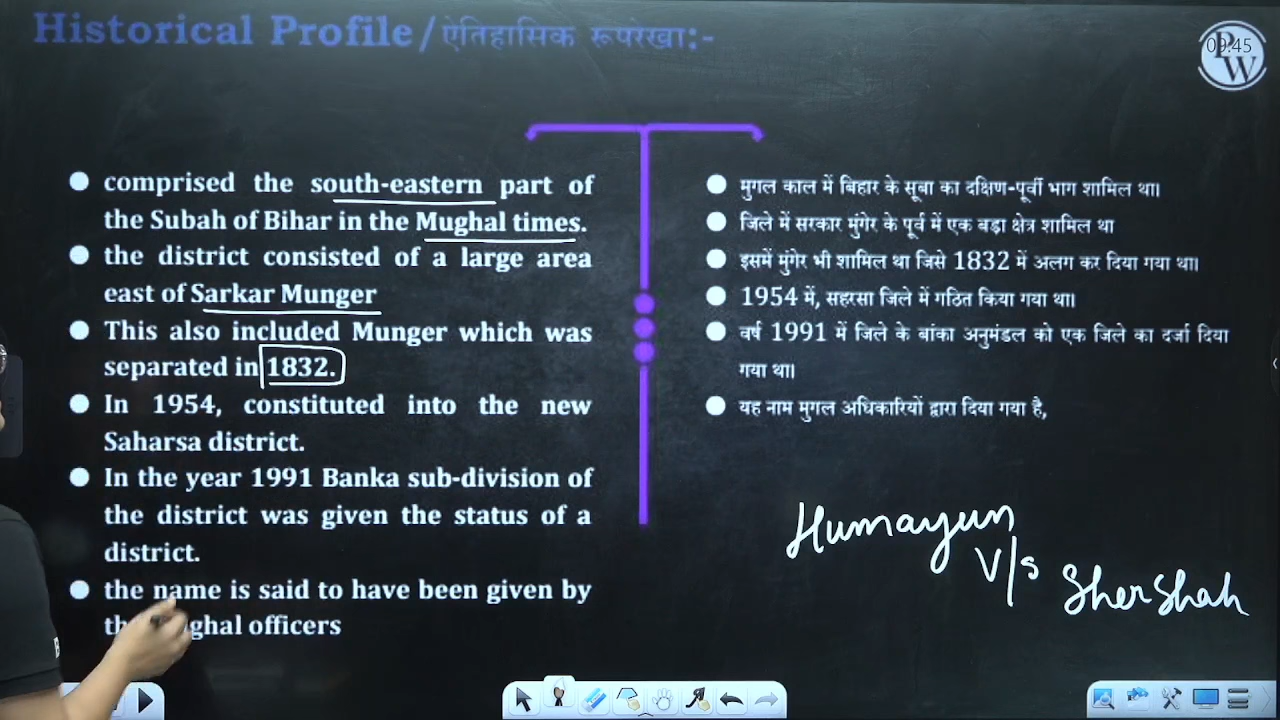 Historical Profile/ऐतिहासिक रूपरेखा:-
09:45
PW
comprised the south-eastern part of
the Subah of Bihar in the Mughal times.
the district consisted of a large area
east of Sarkar Munger
This also included Munger which was
separated in 1832.
In 1954, constituted into the new
Saharsa district.
In the year 1991 Banka sub-division of
the district was given the status of a
district.
the name is said to have been given by
officers
मुगल काल में बिहार के सूबा का दक्षिण-पूर्वी भाग शामिल था।
जिले में सरकार मुंगेर के पूर्व में एक बड़ा क्षेत्र शामिल था
इसमें मुंगेर भी शामिल था जिसे 1832 में अलग कर दिया गया था।
1954 में, सहरसा जिले में गठित किया गया था।
वर्ष 1991 में जिले के बांका अनुमंडल को एक जिले का दर्जा दिया
गया था।
यह नाम मुगल अधिकारियों द्वारा दिया गया है,
Humayun
V/s
Sher Shah